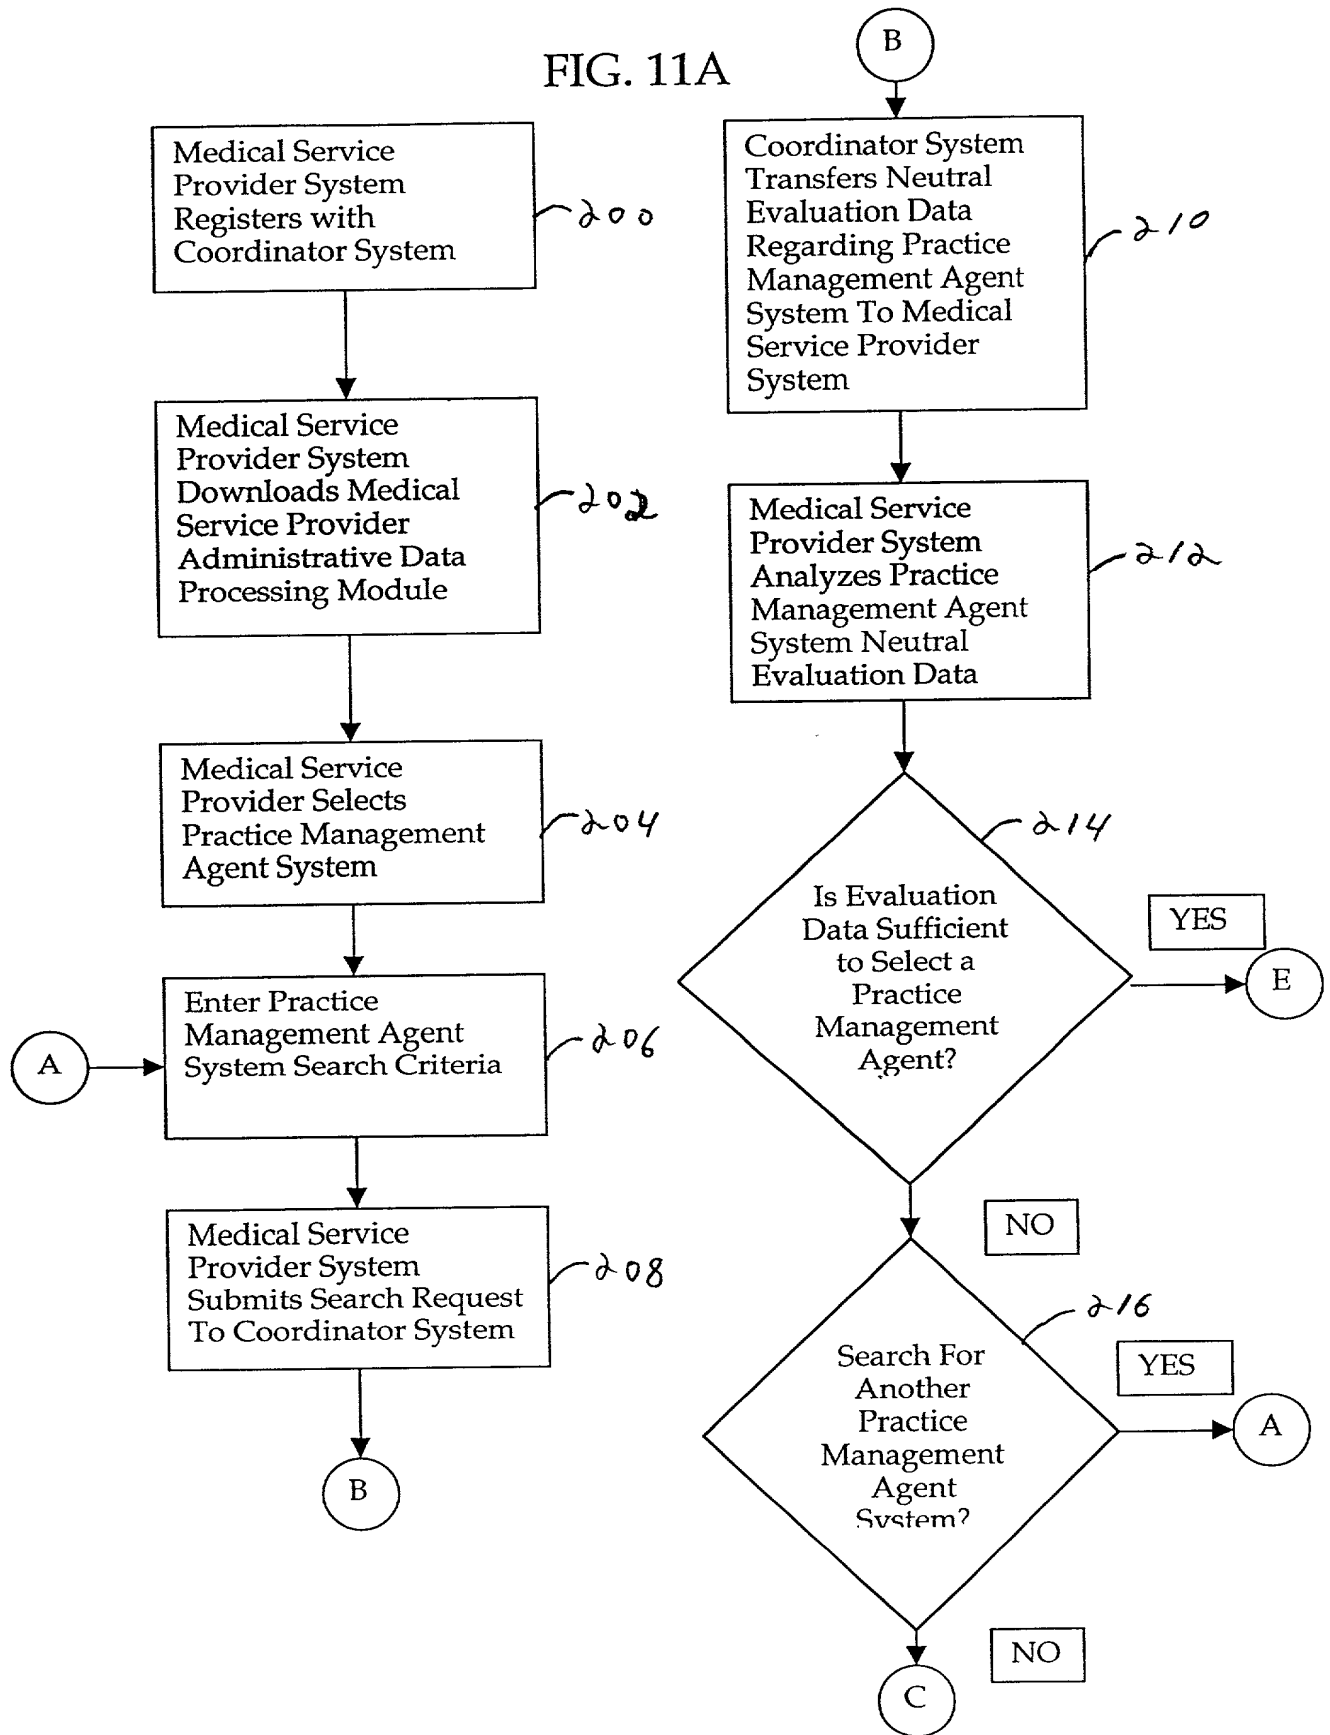 FIG. 11A
Medical Service
Provider System
Registers with
Coordinator System
200
Medical Service
Provider System
Downloads Medical
Service Provider
Administrative Data
Processing Module
202
Medical Service
Provider Selects
Practice Management
Agent System
204
A
Enter Practice
Management Agent
System Search Criteria
206
Medical Service
Provider System
Submits Search Request
To Coordinator System
208
B
B
Coordinator System
Transfers Neutral
Evaluation Data
Regarding Practice
Management Agent
System To Medical
Service Provider
System
210
Medical Service
Provider System
Analyzes Practice
Management Agent
System Neutral
Evaluation Data
212
214
Is Evaluation
Data Sufficient
to Select a
Practice
Management
Agent?
YES
E
NO
216
Search For
Another
Practice
Management
Agent
System?
YES
A
NO
C